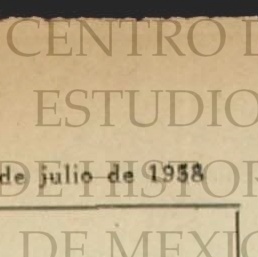 CENTRO D
ESTUDIO
DE HISTOR
de julio de 1958
DE MEXIC